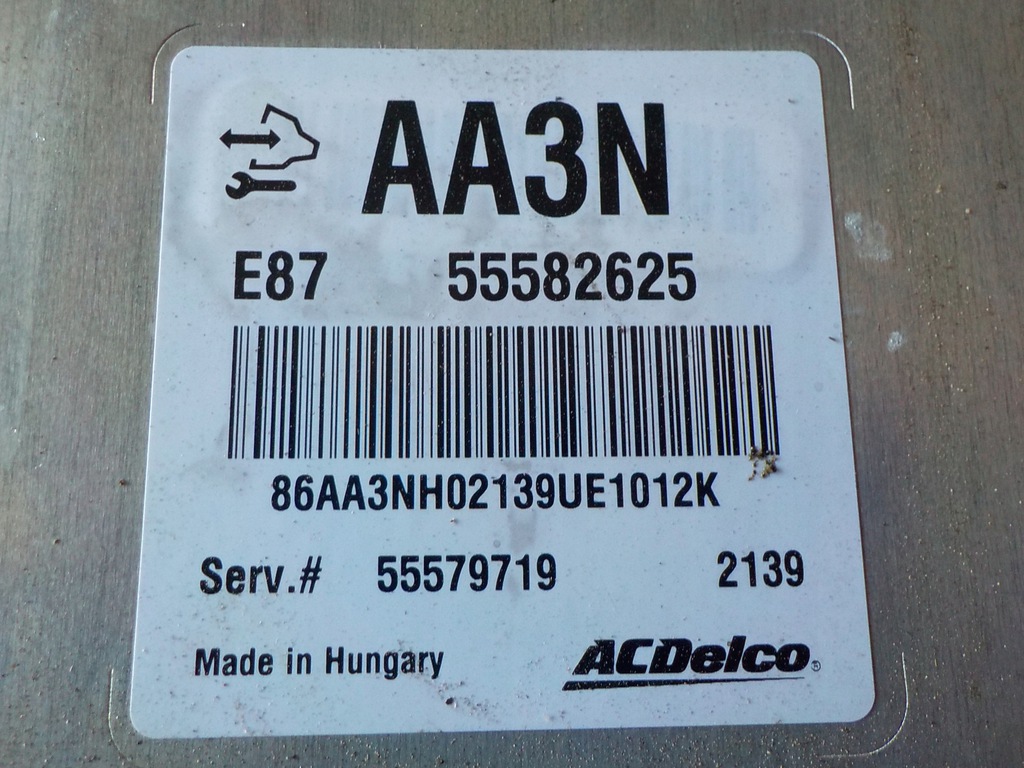 AA3N
E87 55582625
86AA3NH02139UE1012K
Serv.# 55579719 2139
Made in Hungary ACDelco®